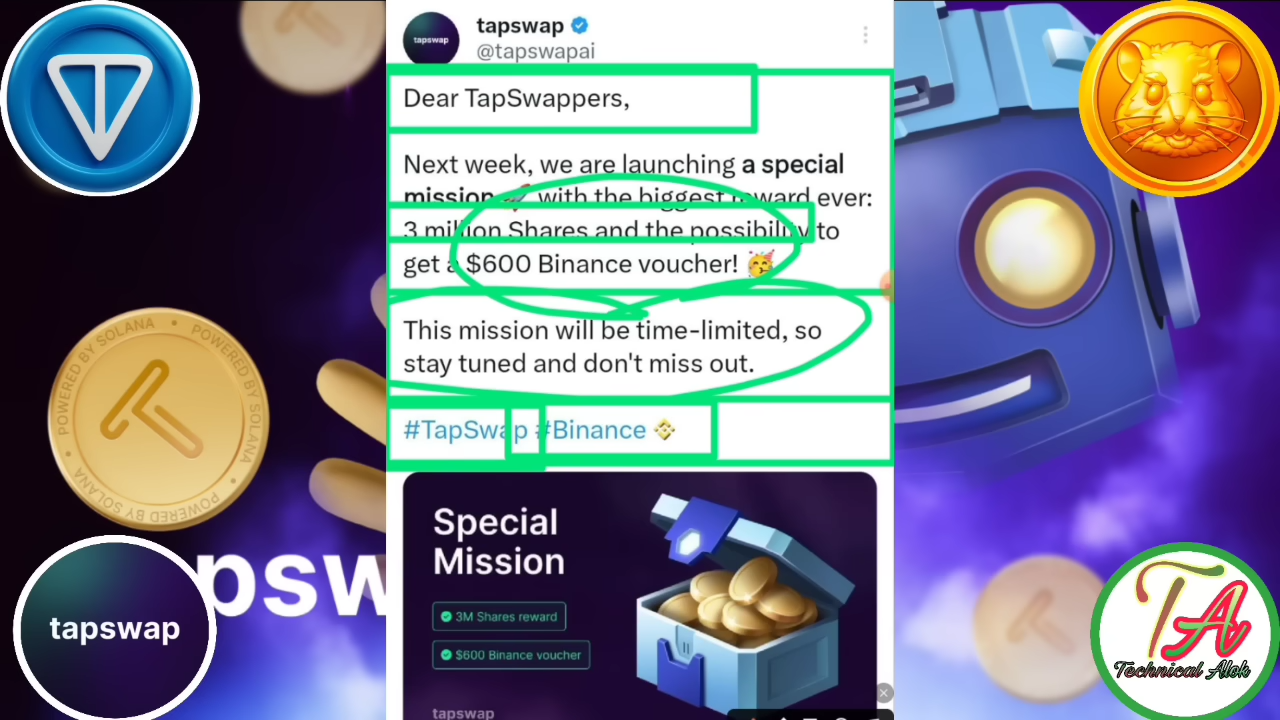 tapswap
tapswap
@tapswapai
Dear TapSwappers,
Next week, we are launching a special
mission 🚀 with the biggest reward ever:
3 million Shares and the possibility to
get a $600 Binance voucher! 🥳
This mission will be time-limited, so
stay tuned and don't miss out.
#TapSwap #Binance
Special
Mission
3M Shares reward
$600 Binance voucher
tapswap
POWERED BY SOLANA • POWERED BY SOLANA •
psw
tapswap
TA
Technical Alok